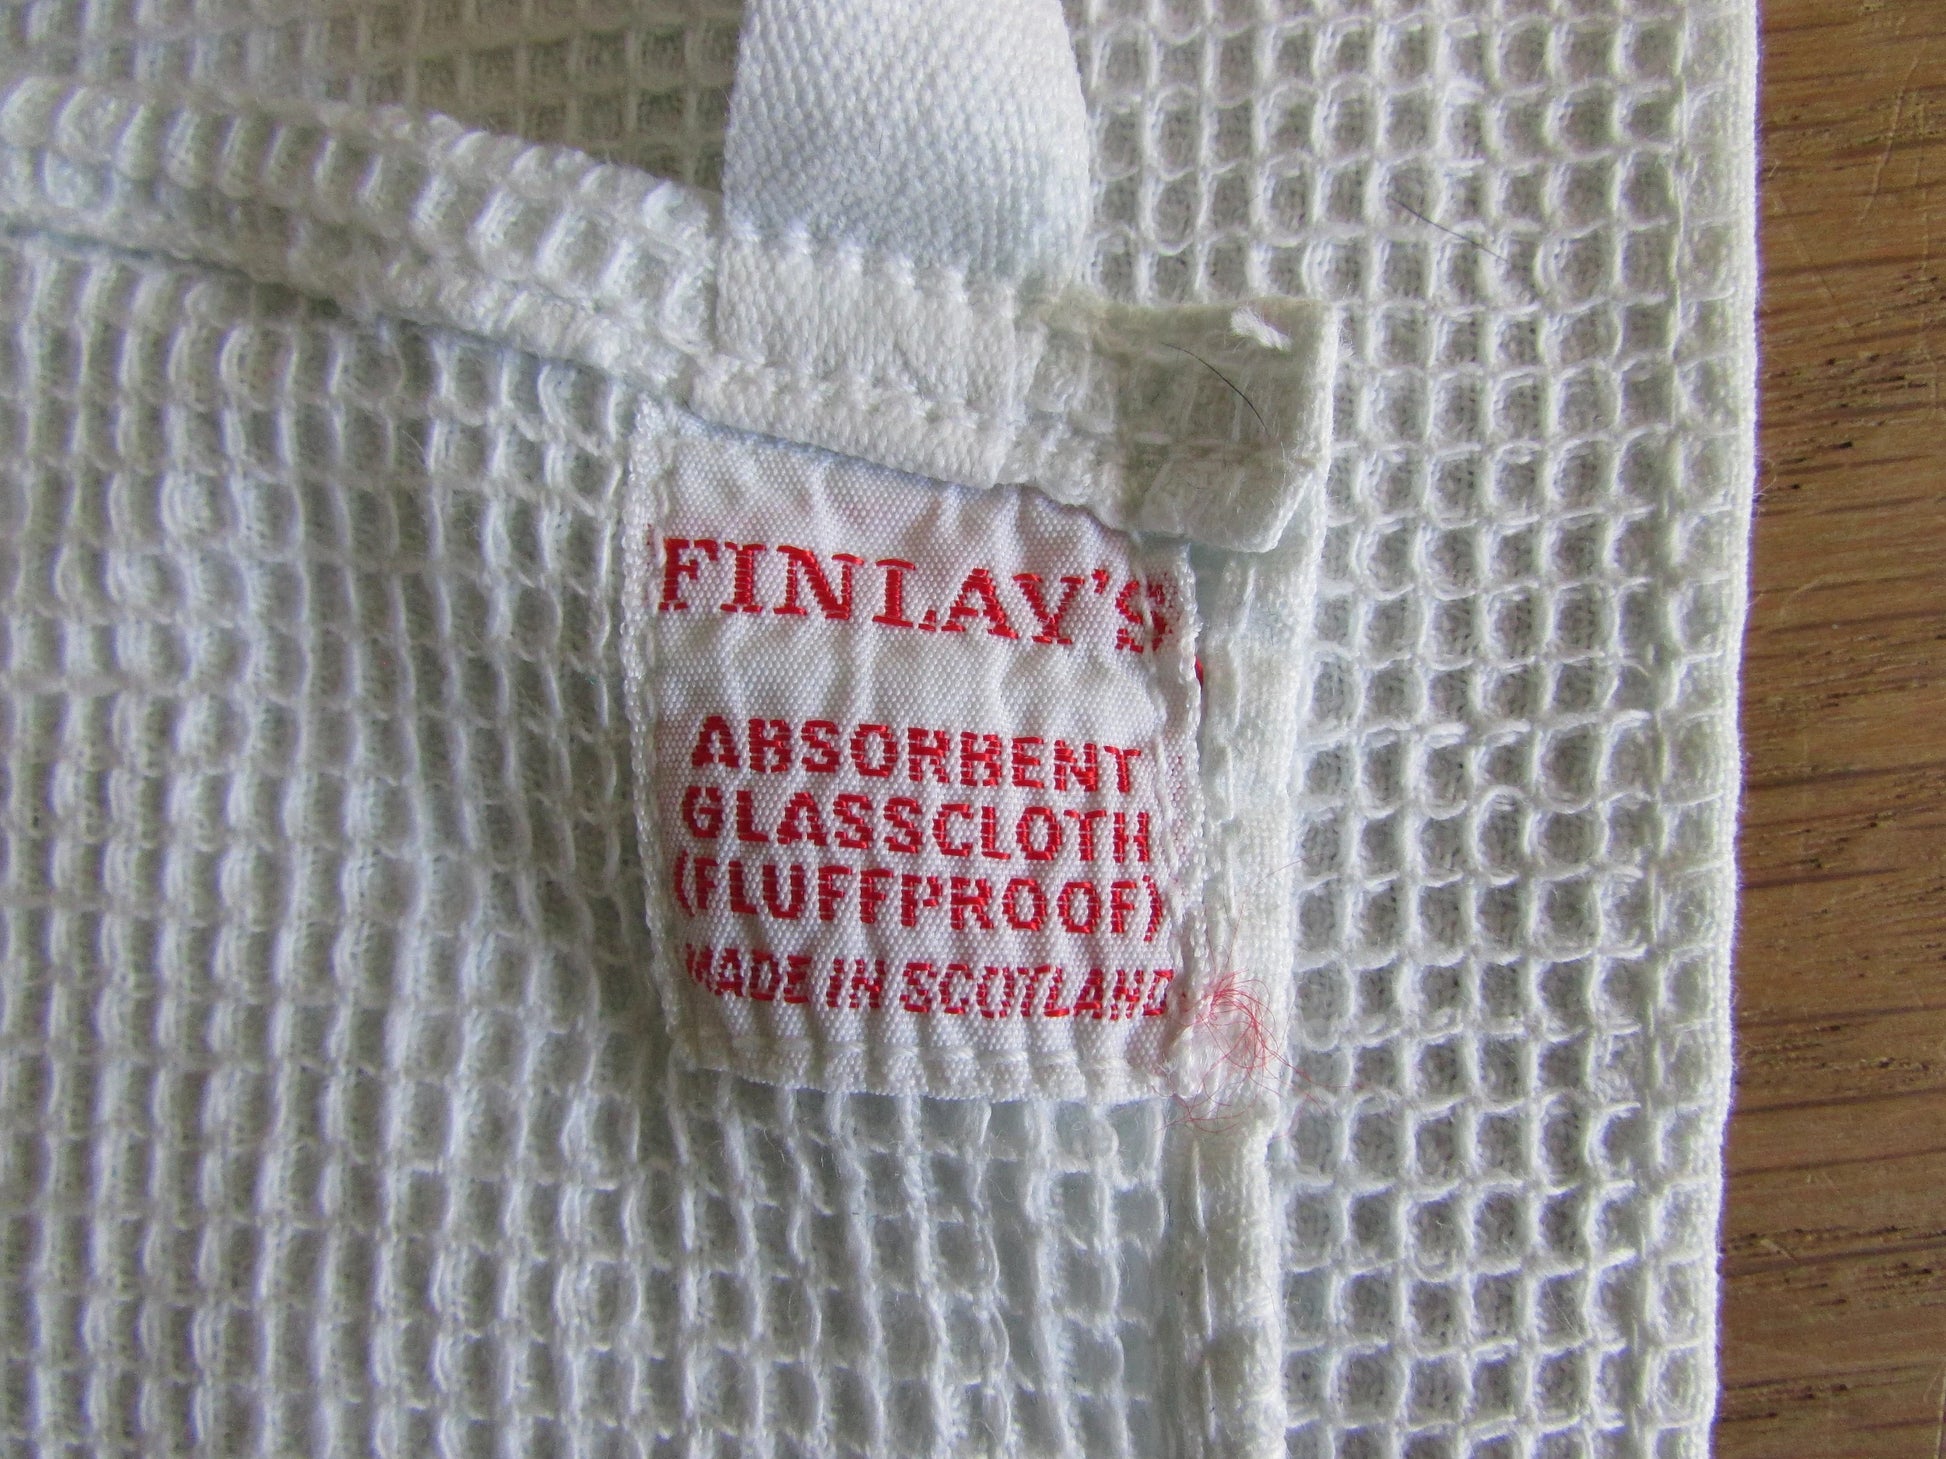 FINLAY'S
ABSORBENT
GLASSCLOTH
(FLUFFPROOF)
MADE IN SCOTLAND